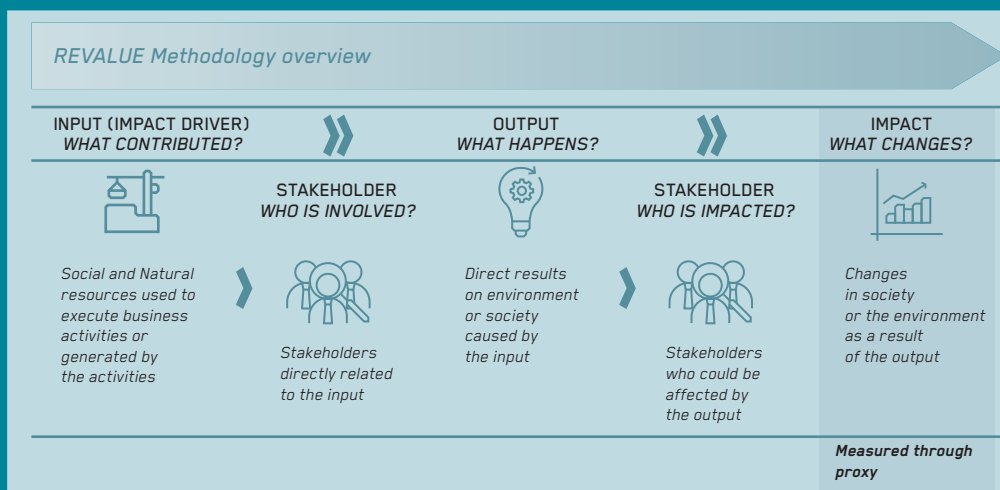 REVALUE Methodology overview
INPUT (IMPACT DRIVER)
WHAT CONTRIBUTED?
OUTPUT
WHAT HAPPENS?
IMPACT
WHAT CHANGES?
STAKEHOLDER
WHO IS INVOLVED?
STAKEHOLDER
WHO IS IMPACTED?
Social and Natural
resources used to
execute business
activities or
generated by
the activities
Stakeholders
directly related
to the input
Direct results
on environment
or society
caused by
the input
Stakeholders
who could be
affected by
the output
Changes
in society
or the environment
as a result
of the output
Measured through
proxy